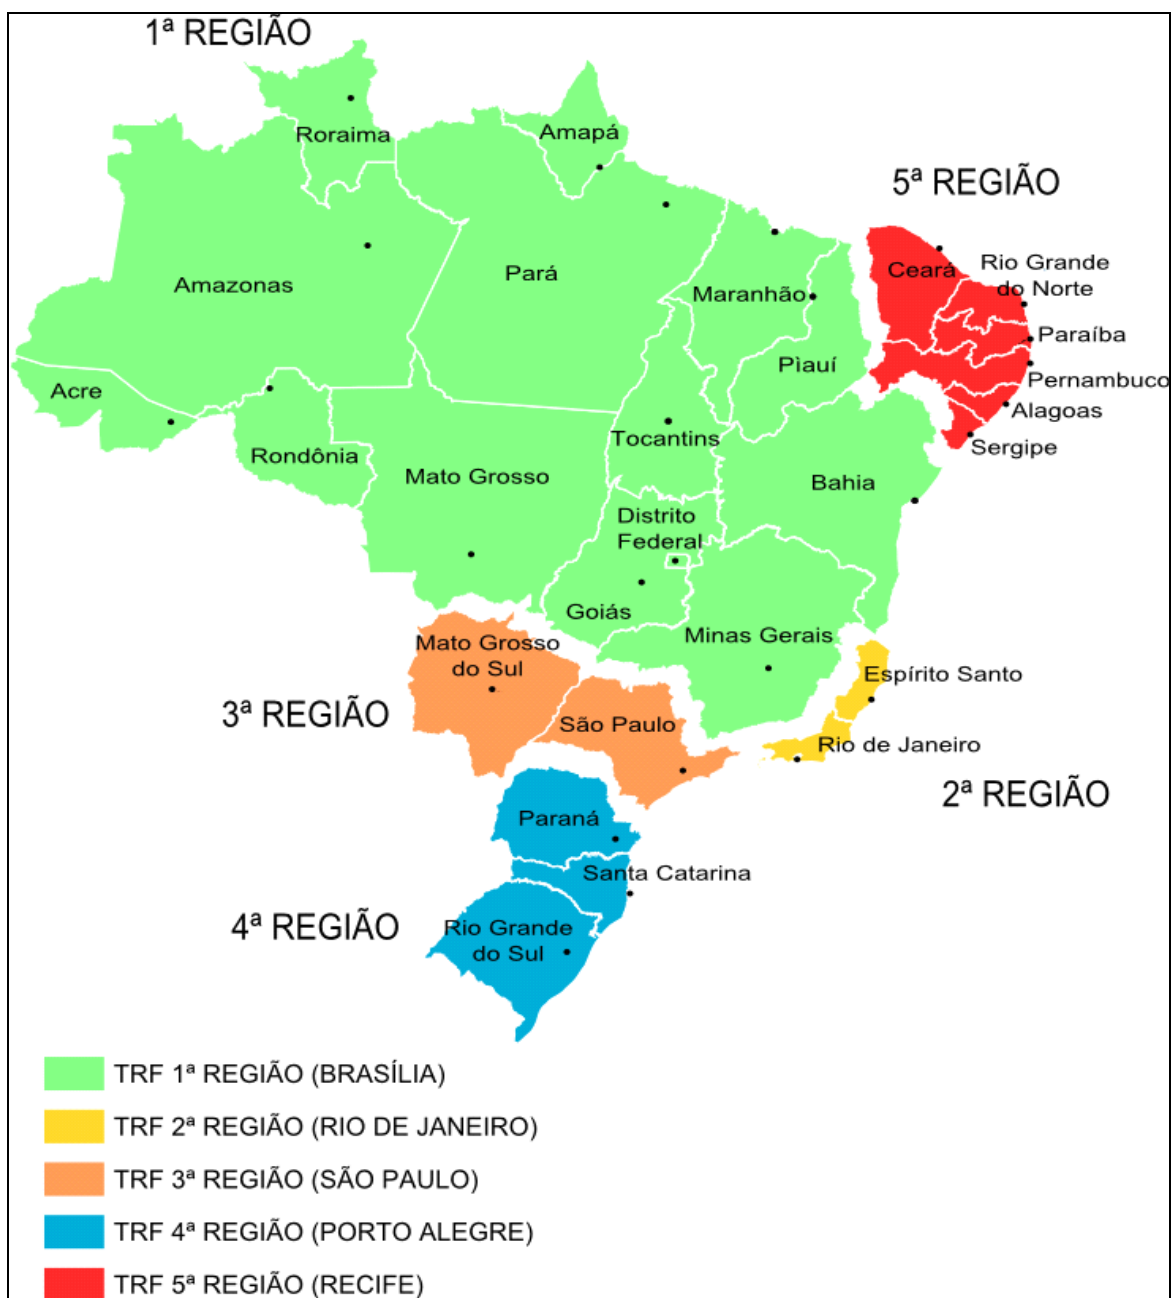 1ª REGIÃO
Roraima
Amapá
5ª REGIÃO
Ceará
Rio Grande
do Norte
Amazonas
Pará
Maranhão
Paraíba
Piauí
Pernambuco
Acre
Alagoas
Tocantins
Sergipe
Rondônia
Mato Grosso
Bahia
Distrito
Federal
Goiás
Minas Gerais
Mato Grosso
do Sul
Espírito Santo
3ª REGIÃO
São Paulo
Rio de Janeiro
2ª REGIÃO
Paraná
Santa Catarina
4ª REGIÃO
Rio Grande
do Sul
TRF 1ª REGIÃO (BRASÍLIA)
TRF 2ª REGIÃO (RIO DE JANEIRO)
TRF 3ª REGIÃO (SÃO PAULO)
TRF 4ª REGIÃO (PORTO ALEGRE)
TRF 5ª REGIÃO (RECIFE)